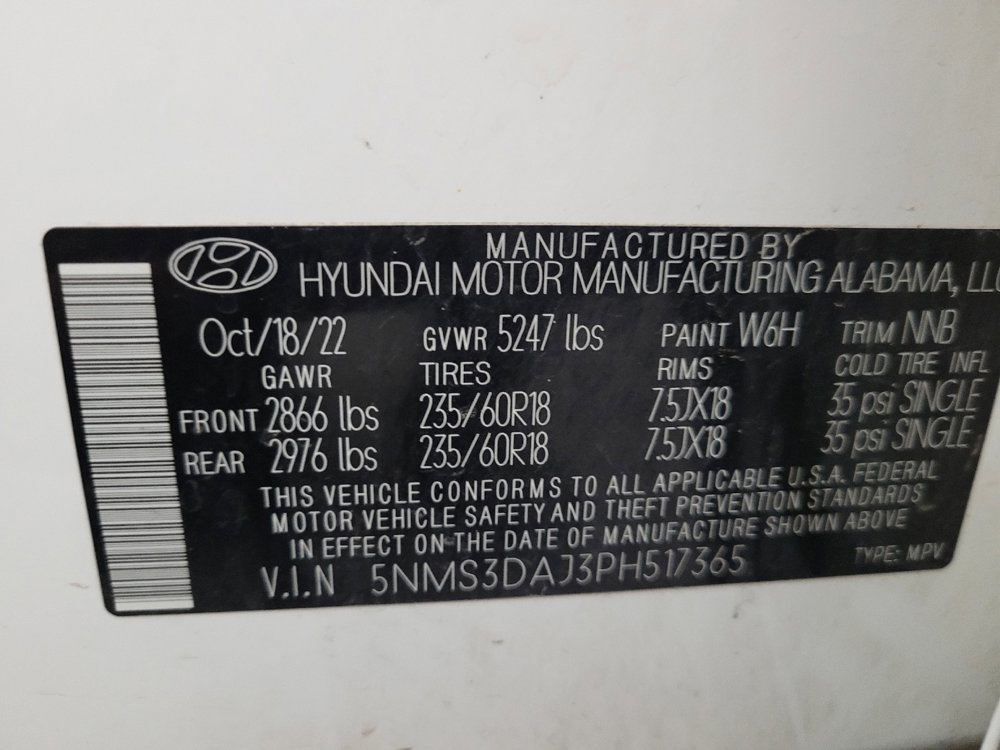 MANUFACTURED BY
HYUNDAI MOTOR MANUFACTURING ALABAMA, LLC
Oct/18/22 GVWR 5247 lbs PAINT W6H TRIM NNB
GAWR TIRES RIMS COLD TIRE INFL
FRONT 2866 lbs 235/60R18 7.5JX18 35 psi SINGLE
REAR 2976 lbs 235/60R18 7.5JX18 35 psi SINGLE
THIS VEHICLE CONFORMS TO ALL APPLICABLE U.S.A. FEDERAL
MOTOR VEHICLE SAFETY AND THEFT PREVENTION STANDARDS
IN EFFECT ON THE DATE OF MANUFACTURE SHOWN ABOVE
V.I.N 5NMS3DAJ3PH517365 TYPE: MPV